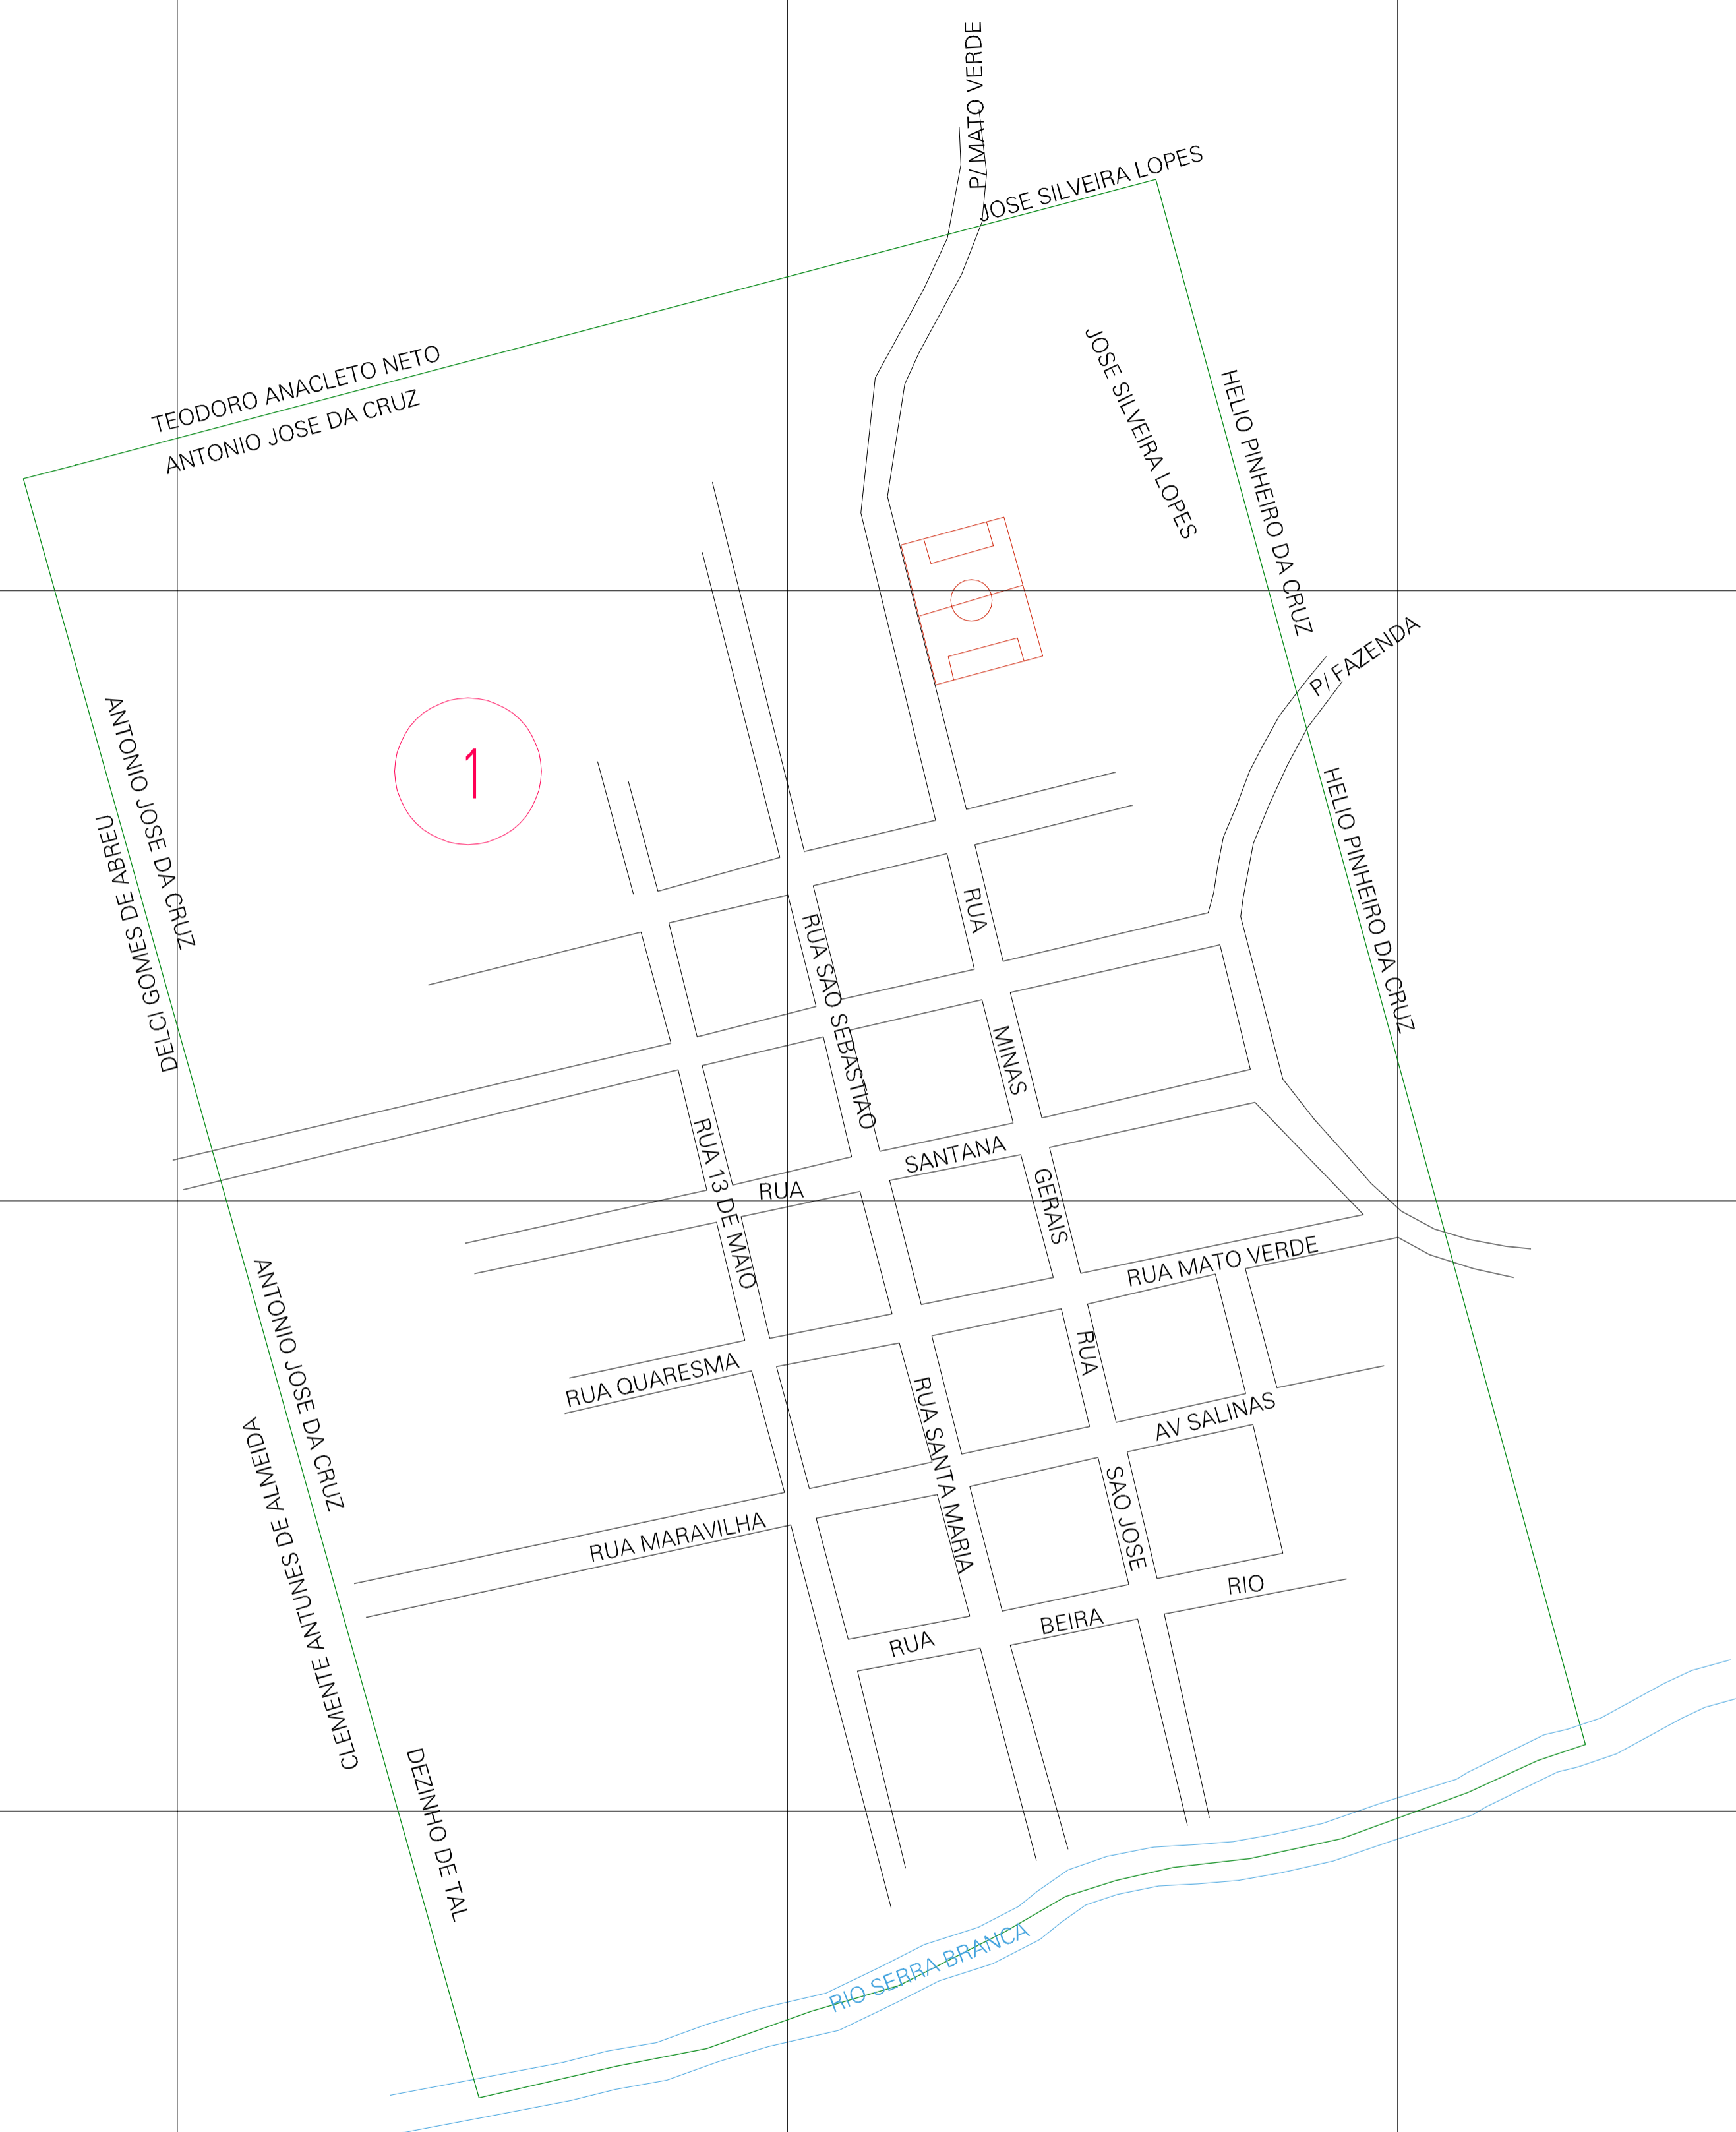 P/ MATO VERDE
JOSE SILVEIRA LOPES
TEODORO ANACLETO NETO
ANTONIO JOSE DA CRUZ
JOSE SILVEIRA LOPES
HELIO PINHEIRO DA CRUZ
P/ FAZENDA
1
ANTONIO JOSE DA CRUZ
DELCI GOMES DE ABREU
HELIO PINHEIRO DA CRUZ
RUA
MINAS
GERAIS
RUA SAO SEBASTIAO
RUA 13 DE MAIO
RUA
SANTANA
RUA MATO VERDE
ANTONIO JOSE DA CRUZ
CLEMENTE ANTUNES DE ALMEIDA
RUA QUARESMA
RUA SANTA MARIA
RUA
SAO JOSE
AV SALINAS
RUA MARAVILHA
RUA
BEIRA
RIO
DEZINHO DE TAL
RIO SERRA BRANCA